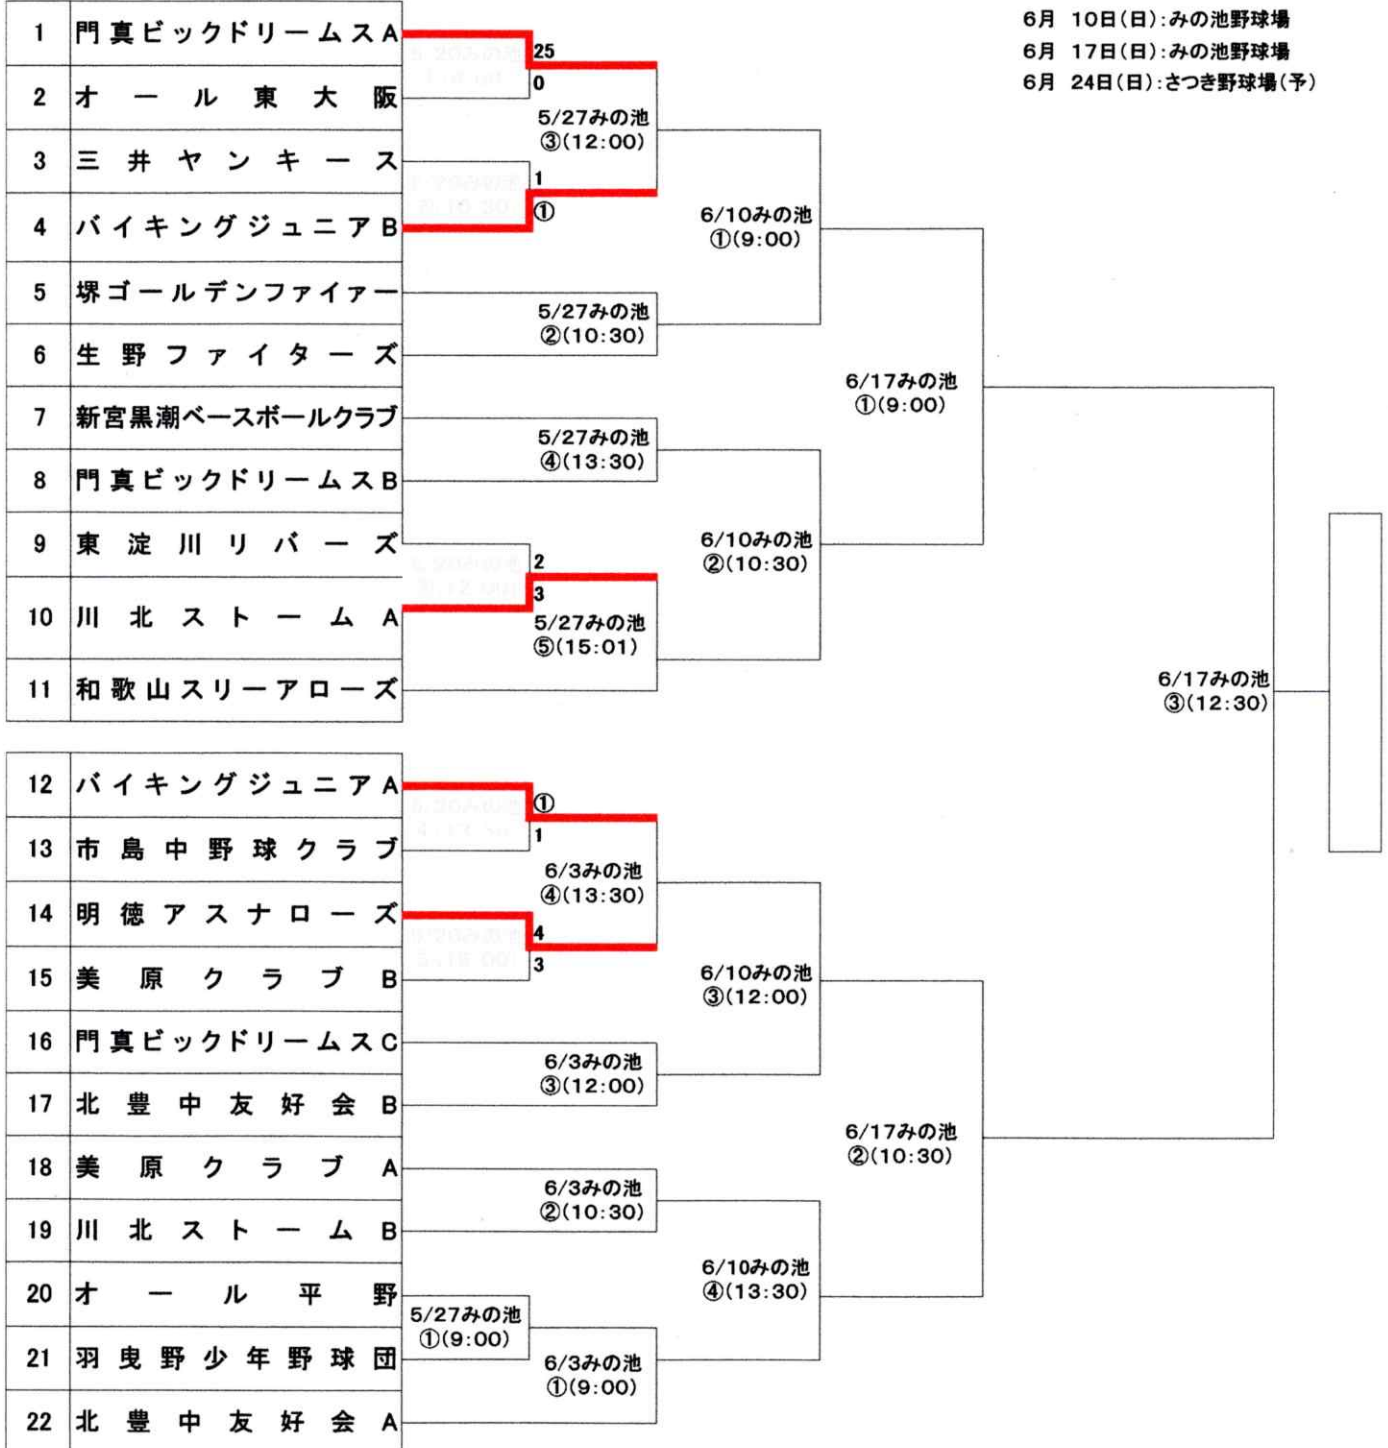 6月 10日(日):みの池野球場
6月 17日(日):みの池野球場
6月 24日(日):さつき野球場(予)
1 門真ビックドリームスA
25
0
2 オール東大阪
5/27みの池
③(12:00)
3 三井ヤンキース
1
①
4 バイキングジュニアB
6/10みの池
①(9:00)
5 堺ゴールデンファイァー
5/27みの池
②(10:30)
6 生野ファイターズ
6/17みの池
①(9:00)
7 新宮黒潮ベースボールクラブ
5/27みの池
④(13:30)
8 門真ビックドリームスB
9 東淀川リバーズ
6/10みの池
②(10:30)
2
3
10 川北ストームA
5/27みの池
⑤(15:01)
11 和歌山スリーアローズ
6/17みの池
③(12:30)
12 バイキングジュニアA
①
1
13 市島中野球クラブ
6/3みの池
④(13:30)
14 明徳アスナローズ
4
3
15 美原クラブB
6/10みの池
③(12:00)
16 門真ビックドリームスC
6/3みの池
③(12:00)
17 北豊中友好会B
6/17みの池
②(10:30)
18 美原クラブA
6/3みの池
②(10:30)
19 川北ストームB
6/10みの池
④(13:30)
20 オール平野
5/27みの池
①(9:00)
21 羽曳野少年野球団
6/3みの池
①(9:00)
22 北豊中友好会A